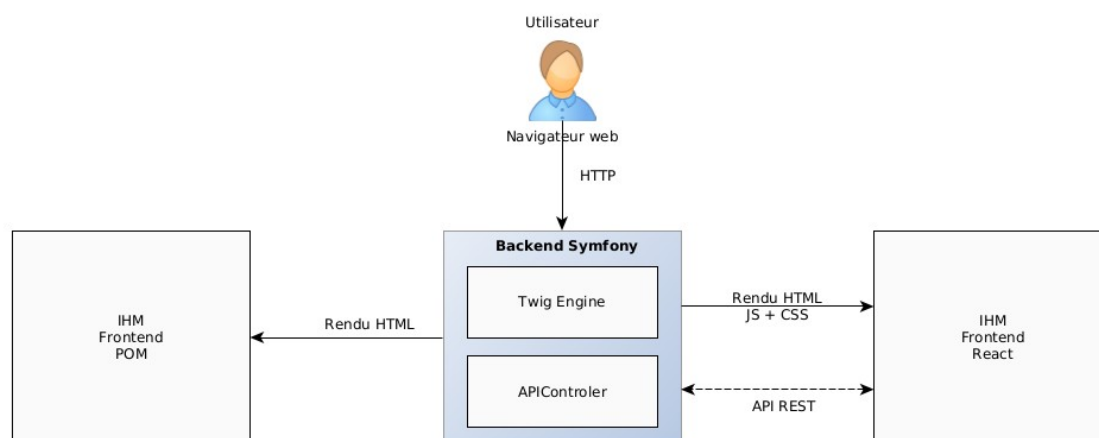 Utilisateur
Navigateur web
HTTP
Backend Symfony
Twig Engine
APIControler
Rendu HTML
IHM
Frontend
POM
Rendu HTML
JS + CSS
API REST
IHM
Frontend
React